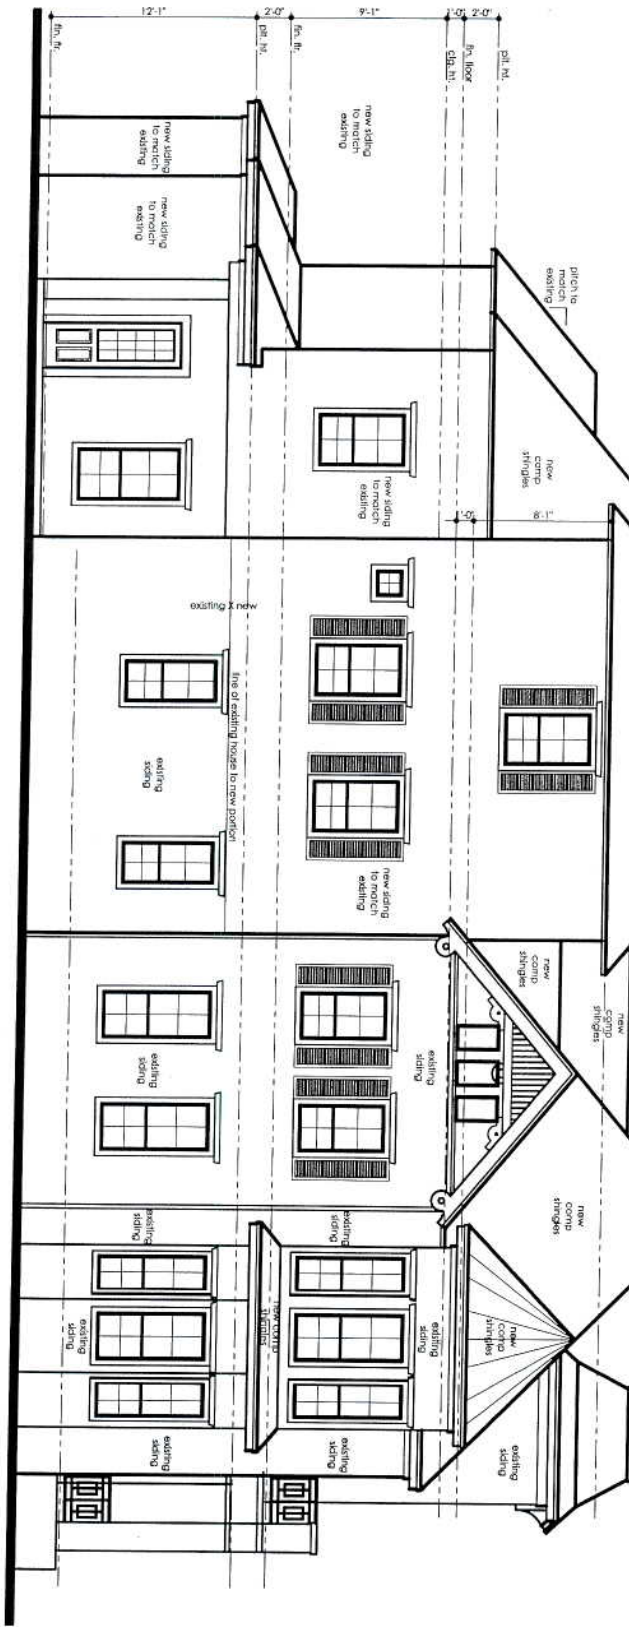 12'-1"
2'-0"
9'-1"
1'-0"
2'-0"
fin. flr.
plt. ht.
fin. flr.
clg. ht.
fin. floor
plt. ht.
new siding
to match
existing
new siding
to match
existing
new siding
to match
existing
pitch to
match
existing
new
comp
shingles
new siding
to match
existing
1'-0"
8'-1"
existing X new
line of existing house to new portion
existing
siding
new siding
to match
existing
new
comp
shingles
new
comp
shingles
existing
siding
existing
siding
new
comp
shingles
existing
siding
existing
siding
existing
siding
new comp
shingles
existing
siding
new
comp
shingles
existing
siding
existing
siding
existing
siding